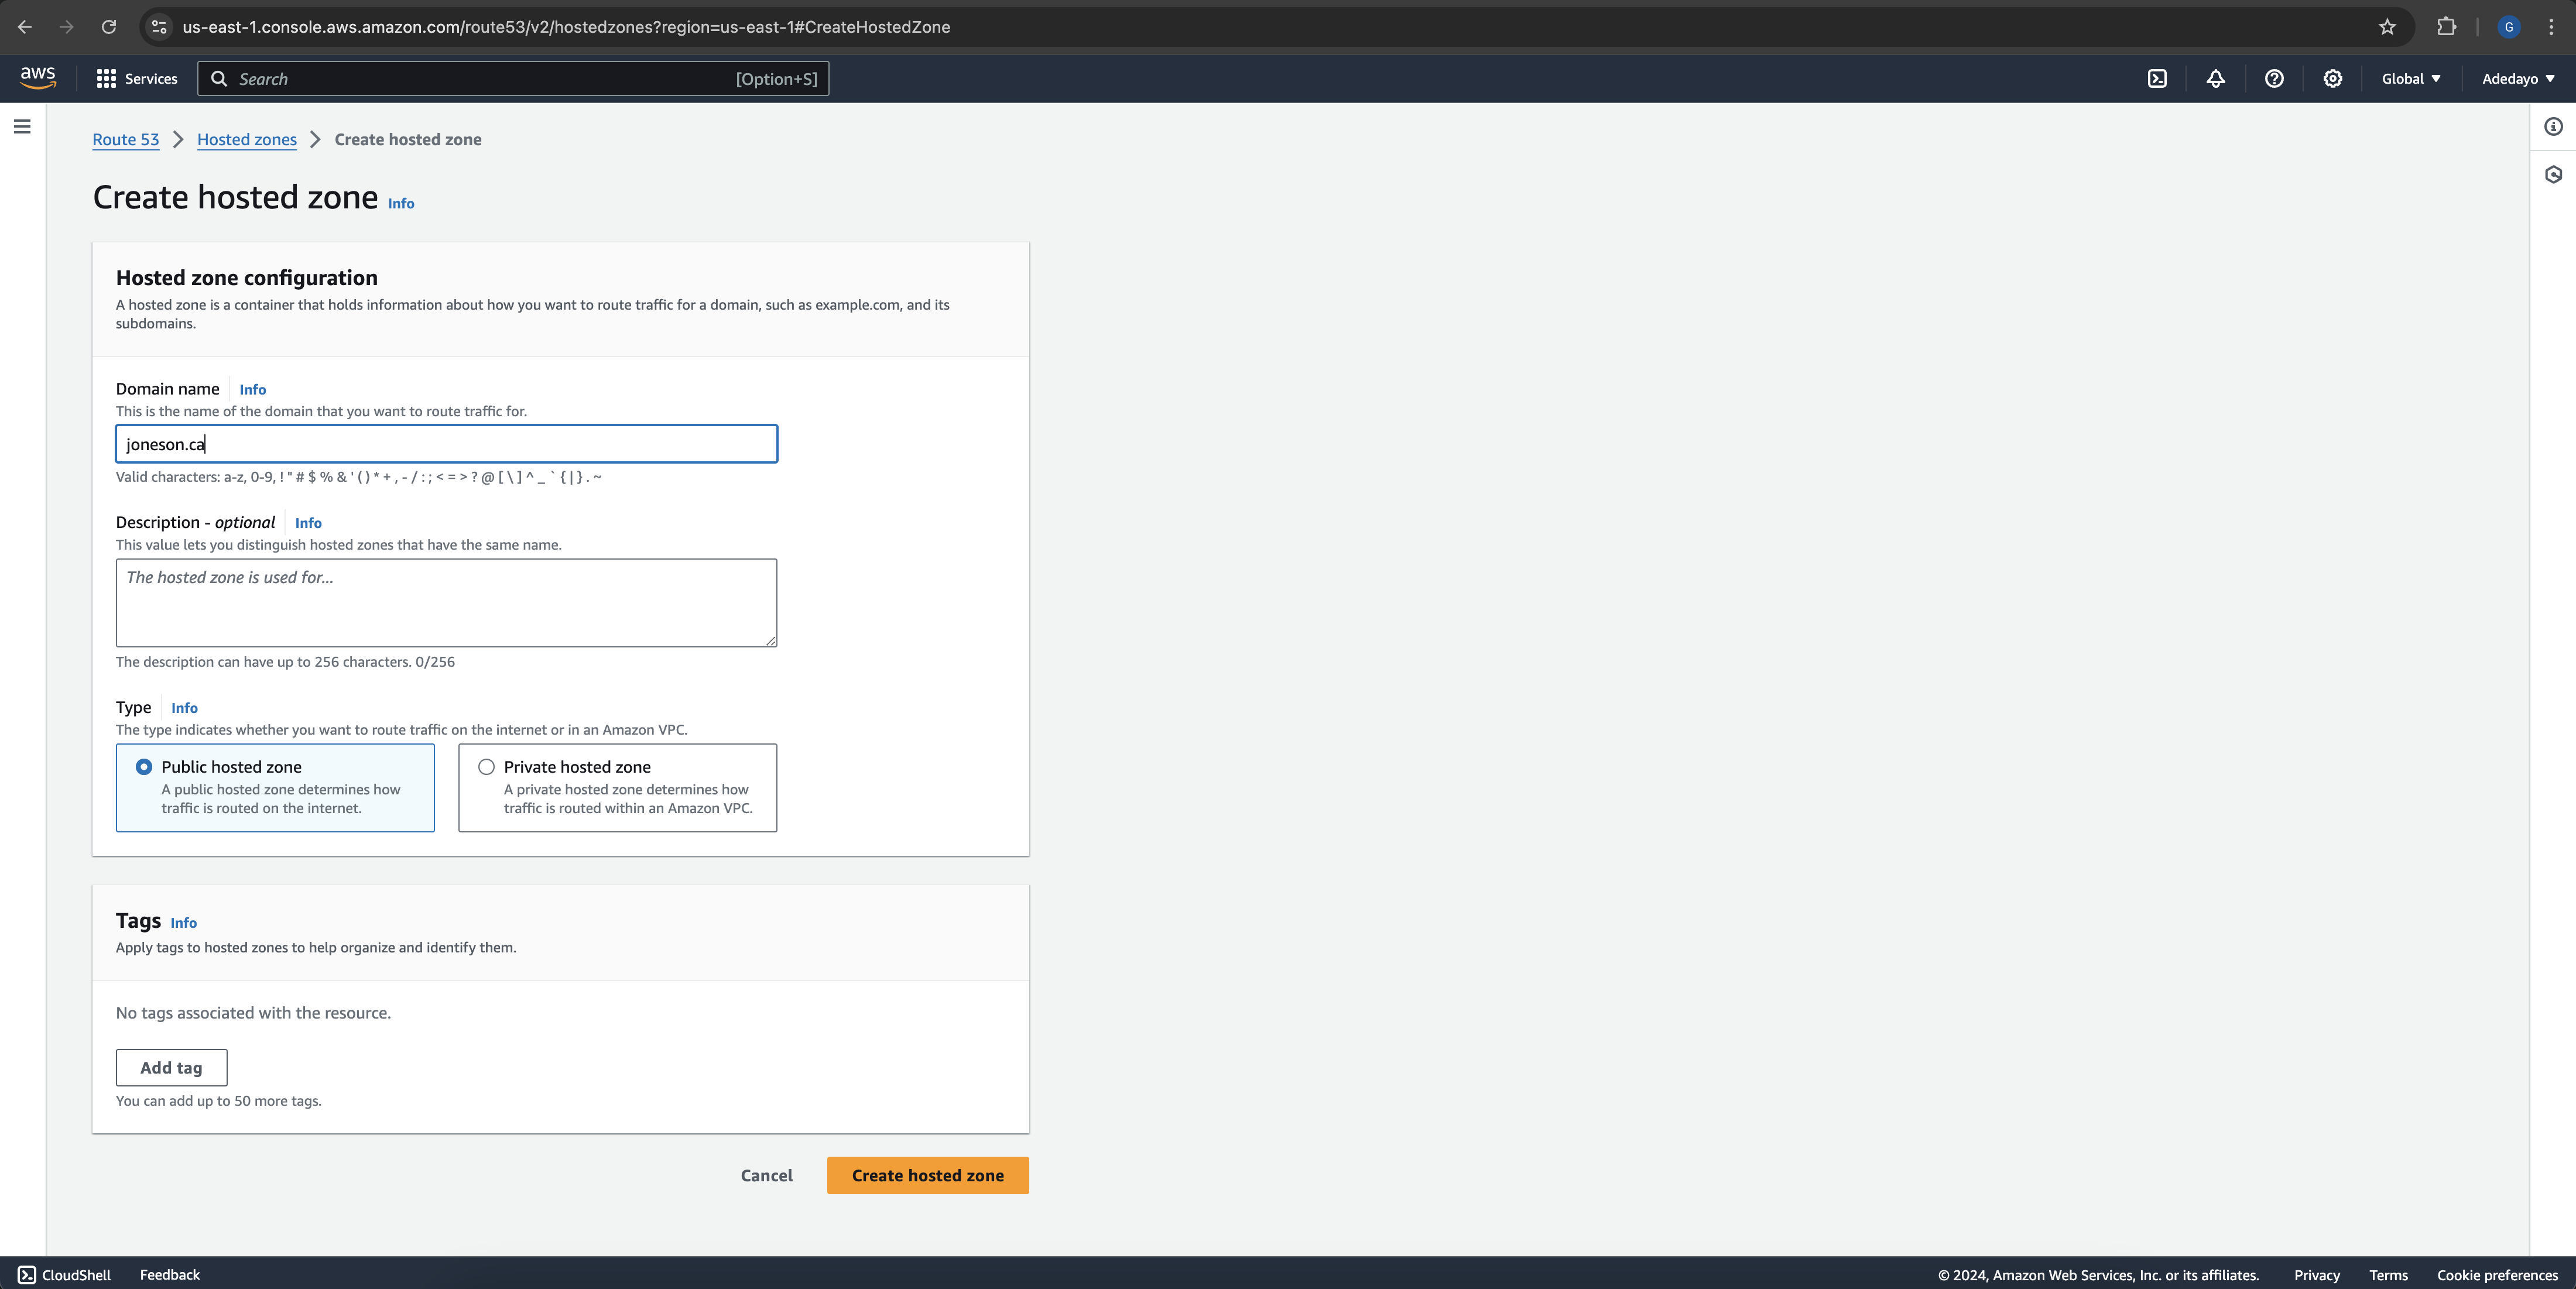 us-east-1.console.aws.amazon.com/route53/v2/hostedzones?region=us-east-1#CreateHostedZone
G
aws
Services
Search
[Option+S]
Global
Adedayo
Route 53 > Hosted zones > Create hosted zone
Create hosted zone Info
Hosted zone configuration
A hosted zone is a container that holds information about how you want to route traffic for a domain, such as example.com, and its
subdomains.
Domain name Info
This is the name of the domain that you want to route traffic for.
joneson.ca
Valid characters: a-z, 0-9, ! " # $ % & ' ( ) * + , - / : ; < = > ? @ [ \ ] ^ _ ` { | } . ~
Description - optional Info
This value lets you distinguish hosted zones that have the same name.
The hosted zone is used for...
The description can have up to 256 characters. 0/256
Type Info
The type indicates whether you want to route traffic on the internet or in an Amazon VPC.
Public hosted zone
A public hosted zone determines how
traffic is routed on the internet.
Private hosted zone
A private hosted zone determines how
traffic is routed within an Amazon VPC.
Tags Info
Apply tags to hosted zones to help organize and identify them.
No tags associated with the resource.
Add tag
You can add up to 50 more tags.
Cancel
Create hosted zone
CloudShell
Feedback
© 2024, Amazon Web Services, Inc. or its affiliates.
Privacy
Terms
Cookie preferences